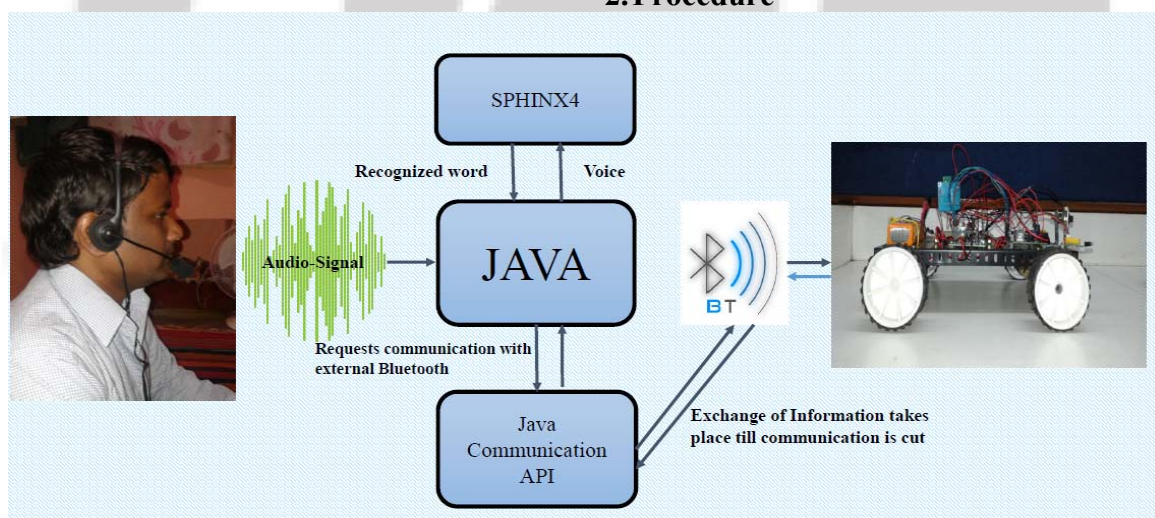 2.Procedure
SPHINX4
Recognized word
Voice
Audio-Signal
JAVA
BT
Requests communication with
external Bluetooth
Java
Communication
API
Exchange of Information takes
place till communication is cut